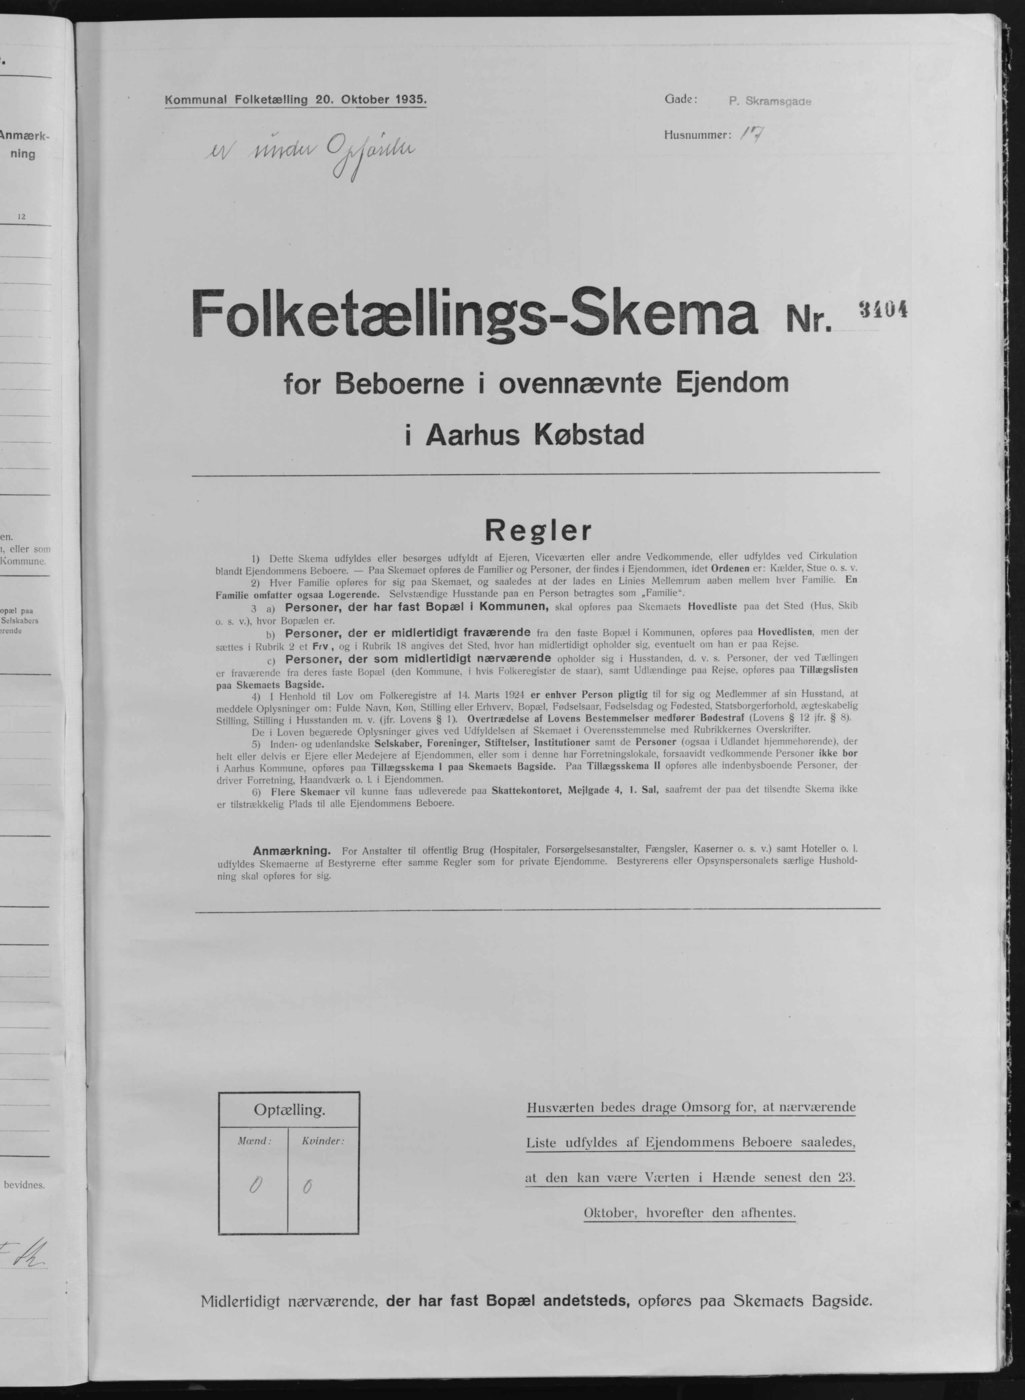 Anmærk-
ning
12
en.
n, eller som
Kommune.
opæl paa
Selskabers
ørende
bevidnes.
Kommunal Folketælling 20. Oktober 1935.
Gade: P. Skramsgade
Husnummer: 17
er under Opførelse
Folketællings-Skema Nr. 3404
for Beboerne i ovennævnte Ejendom
i Aarhus Købstad
Regler
1) Dette Skema udfyldes eller besørges udfyldt af Ejeren, Viceværten eller andre Vedkommende, eller udfyldes ved Cirkulation
blandt Ejendommens Beboere. — Paa Skemaet opføres de Familier og Personer, der findes i Ejendommen, idet Ordenen er: Kælder, Stue o. s. v.
2) Hver Familie opføres for sig paa Skemaet, og saaledes at der lades en Linies Mellemrum aaben mellem hver Familie. En
Familie omfatter ogsaa Logerende. Selvstændige Husstande paa en Person betragtes som „Familie“.
3 a) Personer, der har fast Bopæl i Kommunen, skal opføres paa Skemaets Hovedliste paa det Sted (Hus, Skib
o. s. v.), hvor Bopælen er.
b) Personer, der er midlertidigt fraværende fra den faste Bopæl i Kommunen, opføres paa Hovedlisten, men der
sættes i Rubrik 2 et Frv, og i Rubrik 18 angives det Sted, hvor han midlertidigt opholder sig, eventuelt om han er paa Rejse.
c) Personer, der som midlertidigt nærværende opholder sig i Husstanden, d. v. s. Personer, der ved Tællingen
er fraværende fra deres faste Bopæl (den Kommune, i hvis Folkeregister de staar), samt Udlændinge paa Rejse, opføres paa Tillægslisten
paa Skemaets Bagside.
4) I Henhold til Lov om Folkeregistre af 14. Marts 1924 er enhver Person pligtig til for sig og Medlemmer af sin Husstand, at
meddele Oplysninger om: Fulde Navn, Køn, Stilling eller Erhverv, Bopæl, Fødselsaar, Fødselsdag og Fødested, Statsborgerforhold, ægteskabelig
Stilling, Stilling i Husstanden m. v. (jfr. Lovens § 1). Overtrædelse af Lovens Bestemmelser medfører Bødestraf (Lovens § 12 jfr. § 8).
De i Loven begærede Oplysninger gives ved Udfyldelsen af Skemaet i Overensstemmelse med Rubrikkernes Overskrifter.
5) Inden- og udenlandske Selskaber, Foreninger, Stiftelser, Institutioner samt de Personer (ogsaa i Udlandet hjemmehørende), der
helt eller delvis er Ejere eller Medejere af Ejendommen, eller som i denne har Forretningslokale, forsaavidt vedkommende Personer ikke bor
i Aarhus Kommune, opføres paa Tillægsskema I paa Skemaets Bagside. Paa Tillægsskema II opføres alle indenbysboende Personer, der
driver Forretning, Haandværk o. l. i Ejendommen.
6) Flere Skemaer vil kunne faas udleverede paa Skattekontoret, Mejlgade 4, 1. Sal, saafremt der paa det tilsendte Skema ikke
er tilstrækkelig Plads til alle Ejendommens Beboere.
Anmærkning. For Anstalter til offentlig Brug (Hospitaler, Forsørgelsesanstalter, Fængsler, Kaserner o. s. v.) samt Hoteller o. l.
udfyldes Skemaerne af Bestyrerne efter samme Regler som for private Ejendomme. Bestyrerens eller Opsynspersonalets særlige Hushold-
ning skal opføres for sig.
Optælling.
Mænd: Kvinder:
0 0
Husværten bedes drage Omsorg for, at nærværende
Liste udfyldes af Ejendommens Beboere saaledes,
at den kan være Værten i Hænde senest den 23.
Oktober, hvorefter den afhentes.
Midlertidigt nærværende, der har fast Bopæl andetsteds, opføres paa Skemaets Bagside.